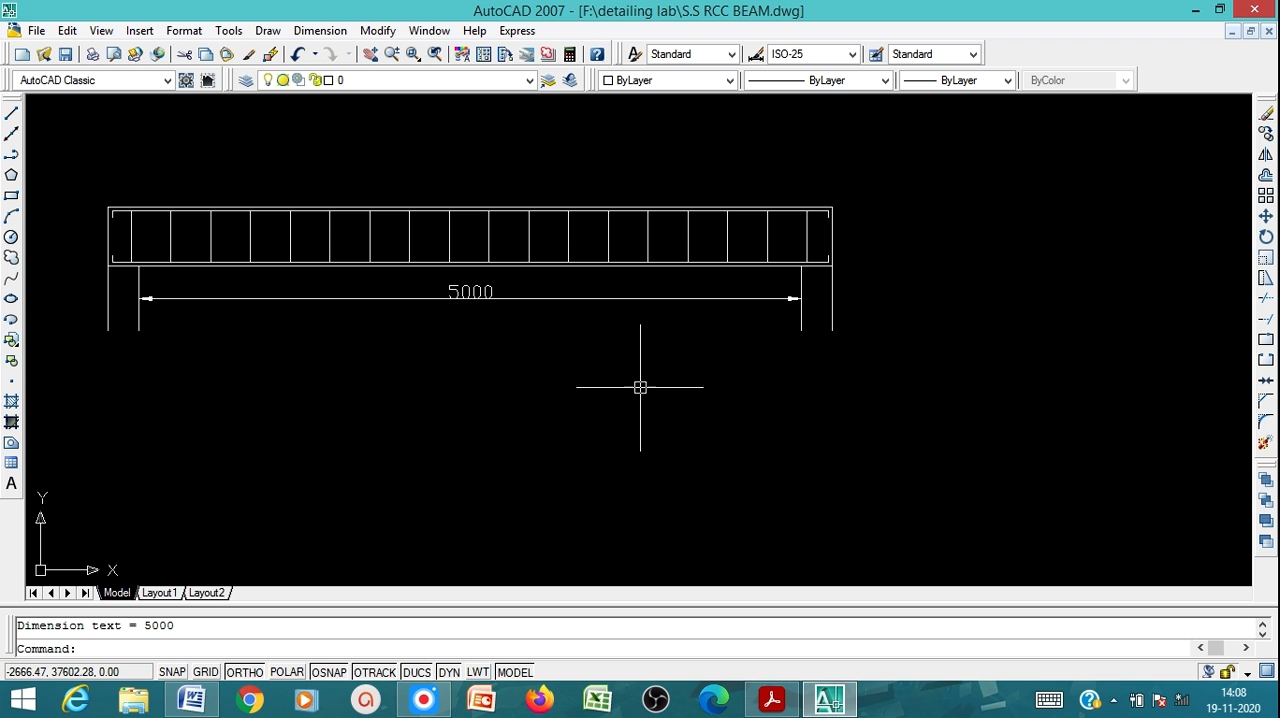 AutoCAD 2007 - [F:\detailing lab\S.S RCC BEAM.dwg]
File Edit View Insert Format Tools Draw Dimension Modify Window Help Express
Standard ISO-25 Standard
AutoCAD Classic 0 ByLayer ByLayer ByLayer ByColor
5000
Y
X
Model Layout1 Layout2
Dimension text = 5000
Command:
-2666.47, 37602.28, 0.00 SNAP GRID ORTHO POLAR OSNAP OTRACK DUCS DYN LWT MODEL
14:08
19-11-2020